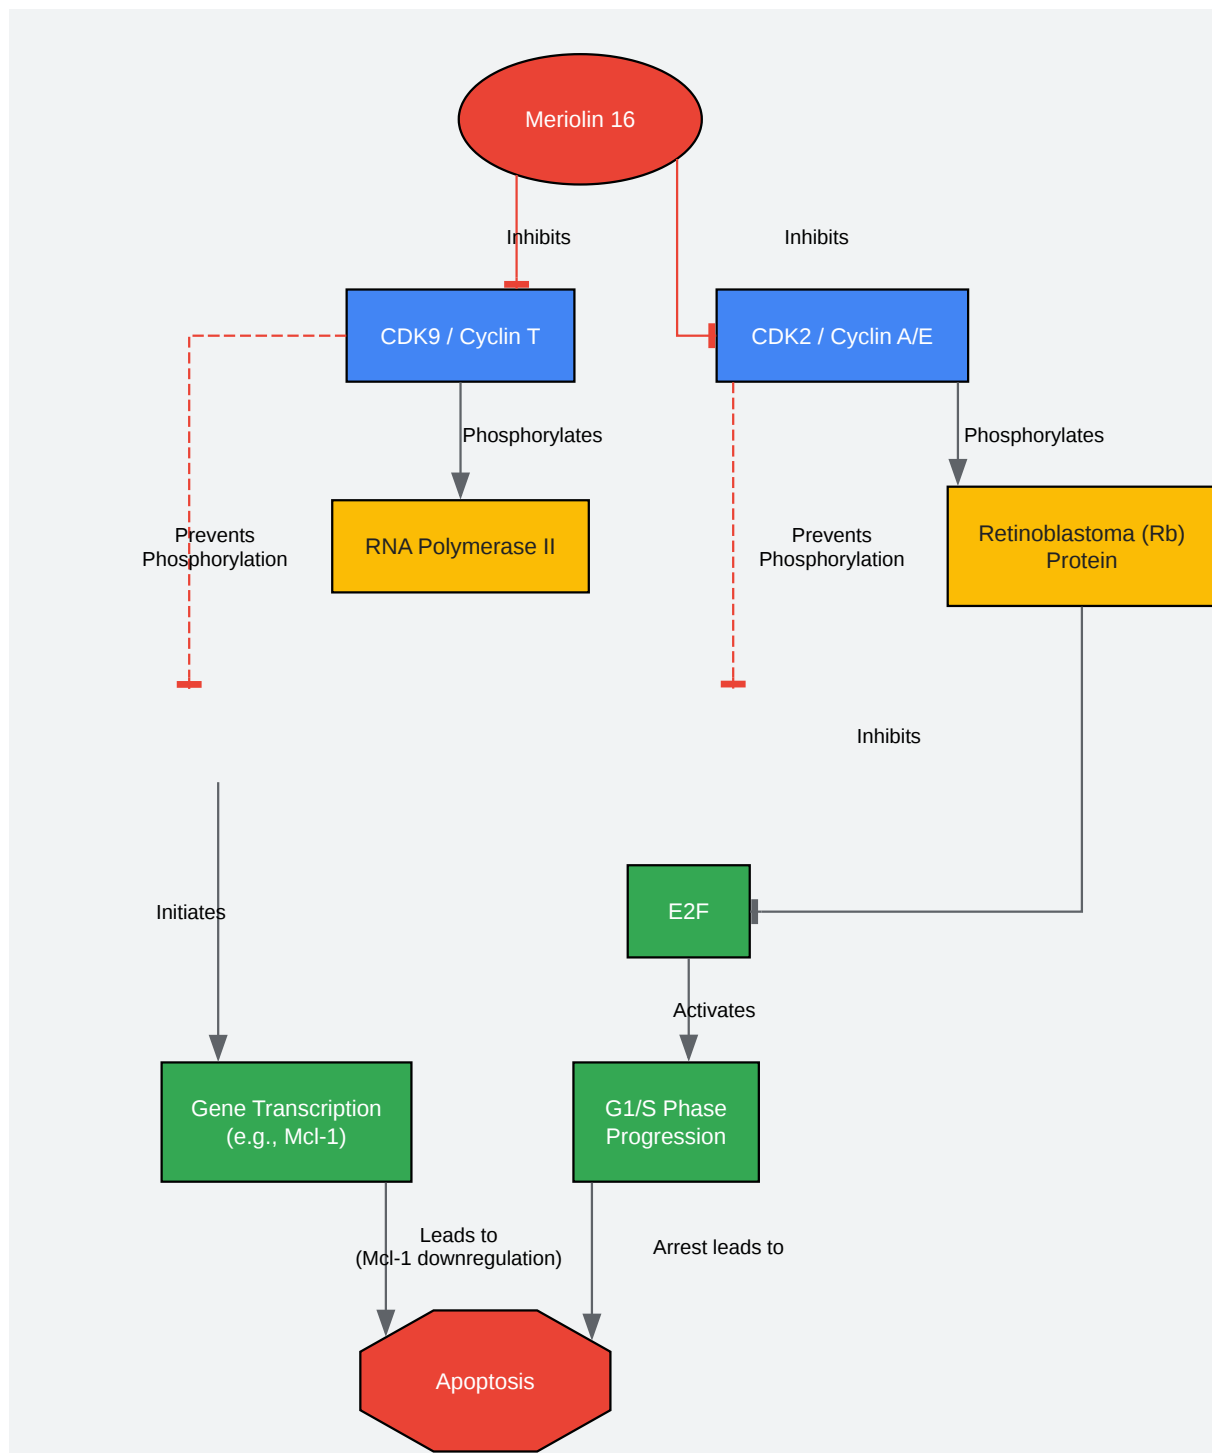 Meriolin 16
Inhibits
Inhibits
CDK9 / Cyclin T
CDK2 / Cyclin A/E
Phosphorylates
Phosphorylates
Prevents
Phosphorylation
RNA Polymerase II
Prevents
Phosphorylation
Retinoblastoma (Rb)
Protein
Inhibits
Initiates
E2F
Activates
Gene Transcription
(e.g., Mcl-1)
G1/S Phase
Progression
Leads to
(Mcl-1 downregulation)
Arrest leads to
Apoptosis